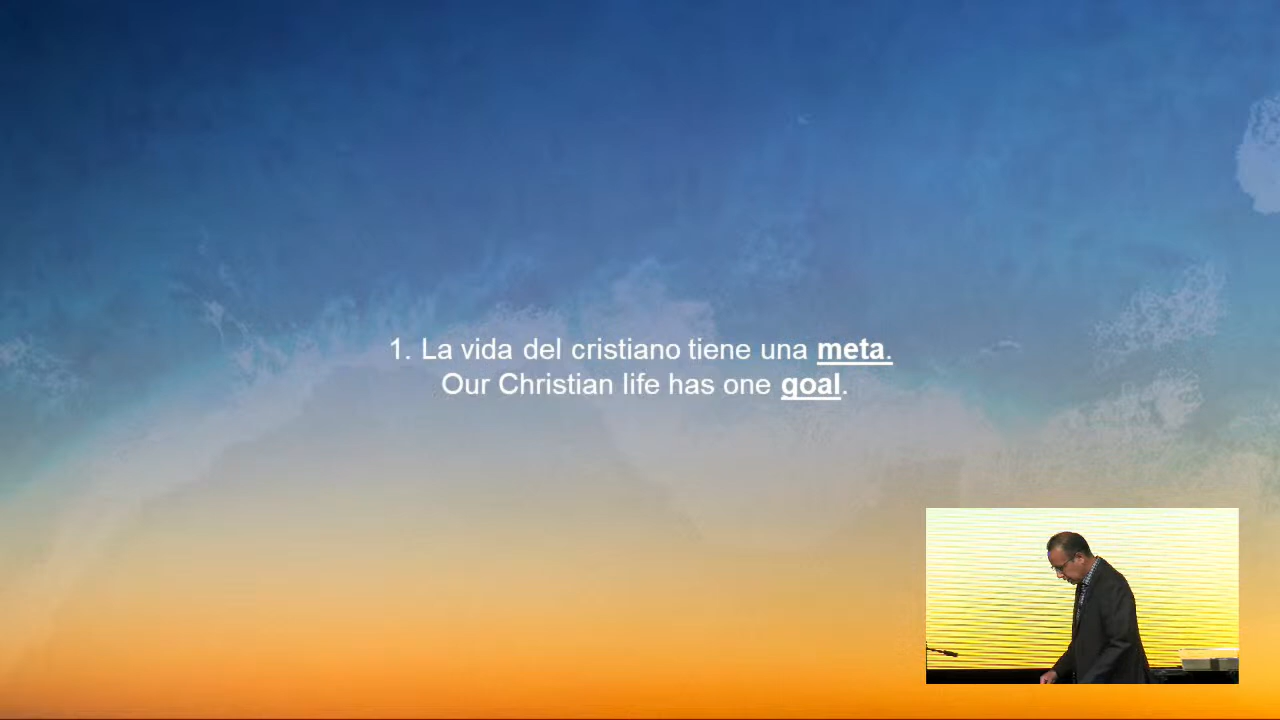 1. La vida del cristiano tiene una meta.
Our Christian life has one goal.